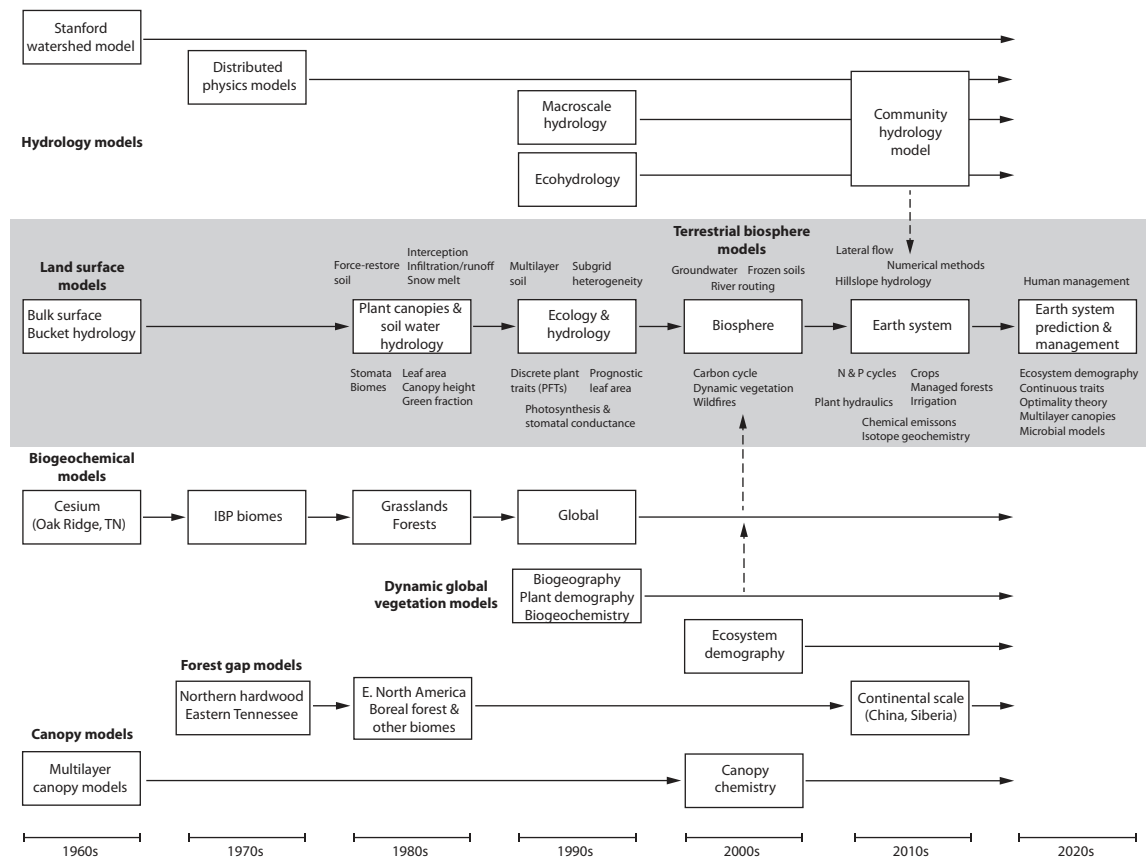 Stanford
watershed model
Distributed
physics models
Macroscale
hydrology
Community
hydrology
model
Hydrology models
Ecohydrology
Terrestrial biosphere
models
Land surface
models
Force-restore
soil
Interception
Infiltration/runoff
Snow melt
Multilayer
soil
Subgrid
heterogeneity
Groundwater
Frozen soils
River routing
Lateral flow
Numerical methods
Hillslope hydrology
Human management
Bulk surface
Bucket hydrology
Plant canopies &
soil water
hydrology
Ecology &
hydrology
Biosphere
Earth system
Earth system
prediction &
management
Stomata
Biomes
Leaf area
Canopy height
Green fraction
Discrete plant
traits (PFTs)
Prognostic
leaf area
Photosynthesis &
stomatal conductance
Carbon cycle
Dynamic vegetation
Wildfires
N & P cycles
Crops
Managed forests
Irrigation
Plant hydraulics
Chemical emissons
Isotope geochemistry
Ecosystem demography
Continuous traits
Optimality theory
Multilayer canopies
Microbial models
Biogeochemical
models
Cesium
(Oak Ridge, TN)
IBP biomes
Grasslands
Forests
Global
Dynamic global
vegetation models
Biogeography
Plant demography
Biogeochemistry
Ecosystem
demography
Forest gap models
Northern hardwood
Eastern Tennessee
E. North America
Boreal forest &
other biomes
Continental scale
(China, Siberia)
Canopy models
Multilayer
canopy models
Canopy
chemistry
1960s
1970s
1980s
1990s
2000s
2010s
2020s